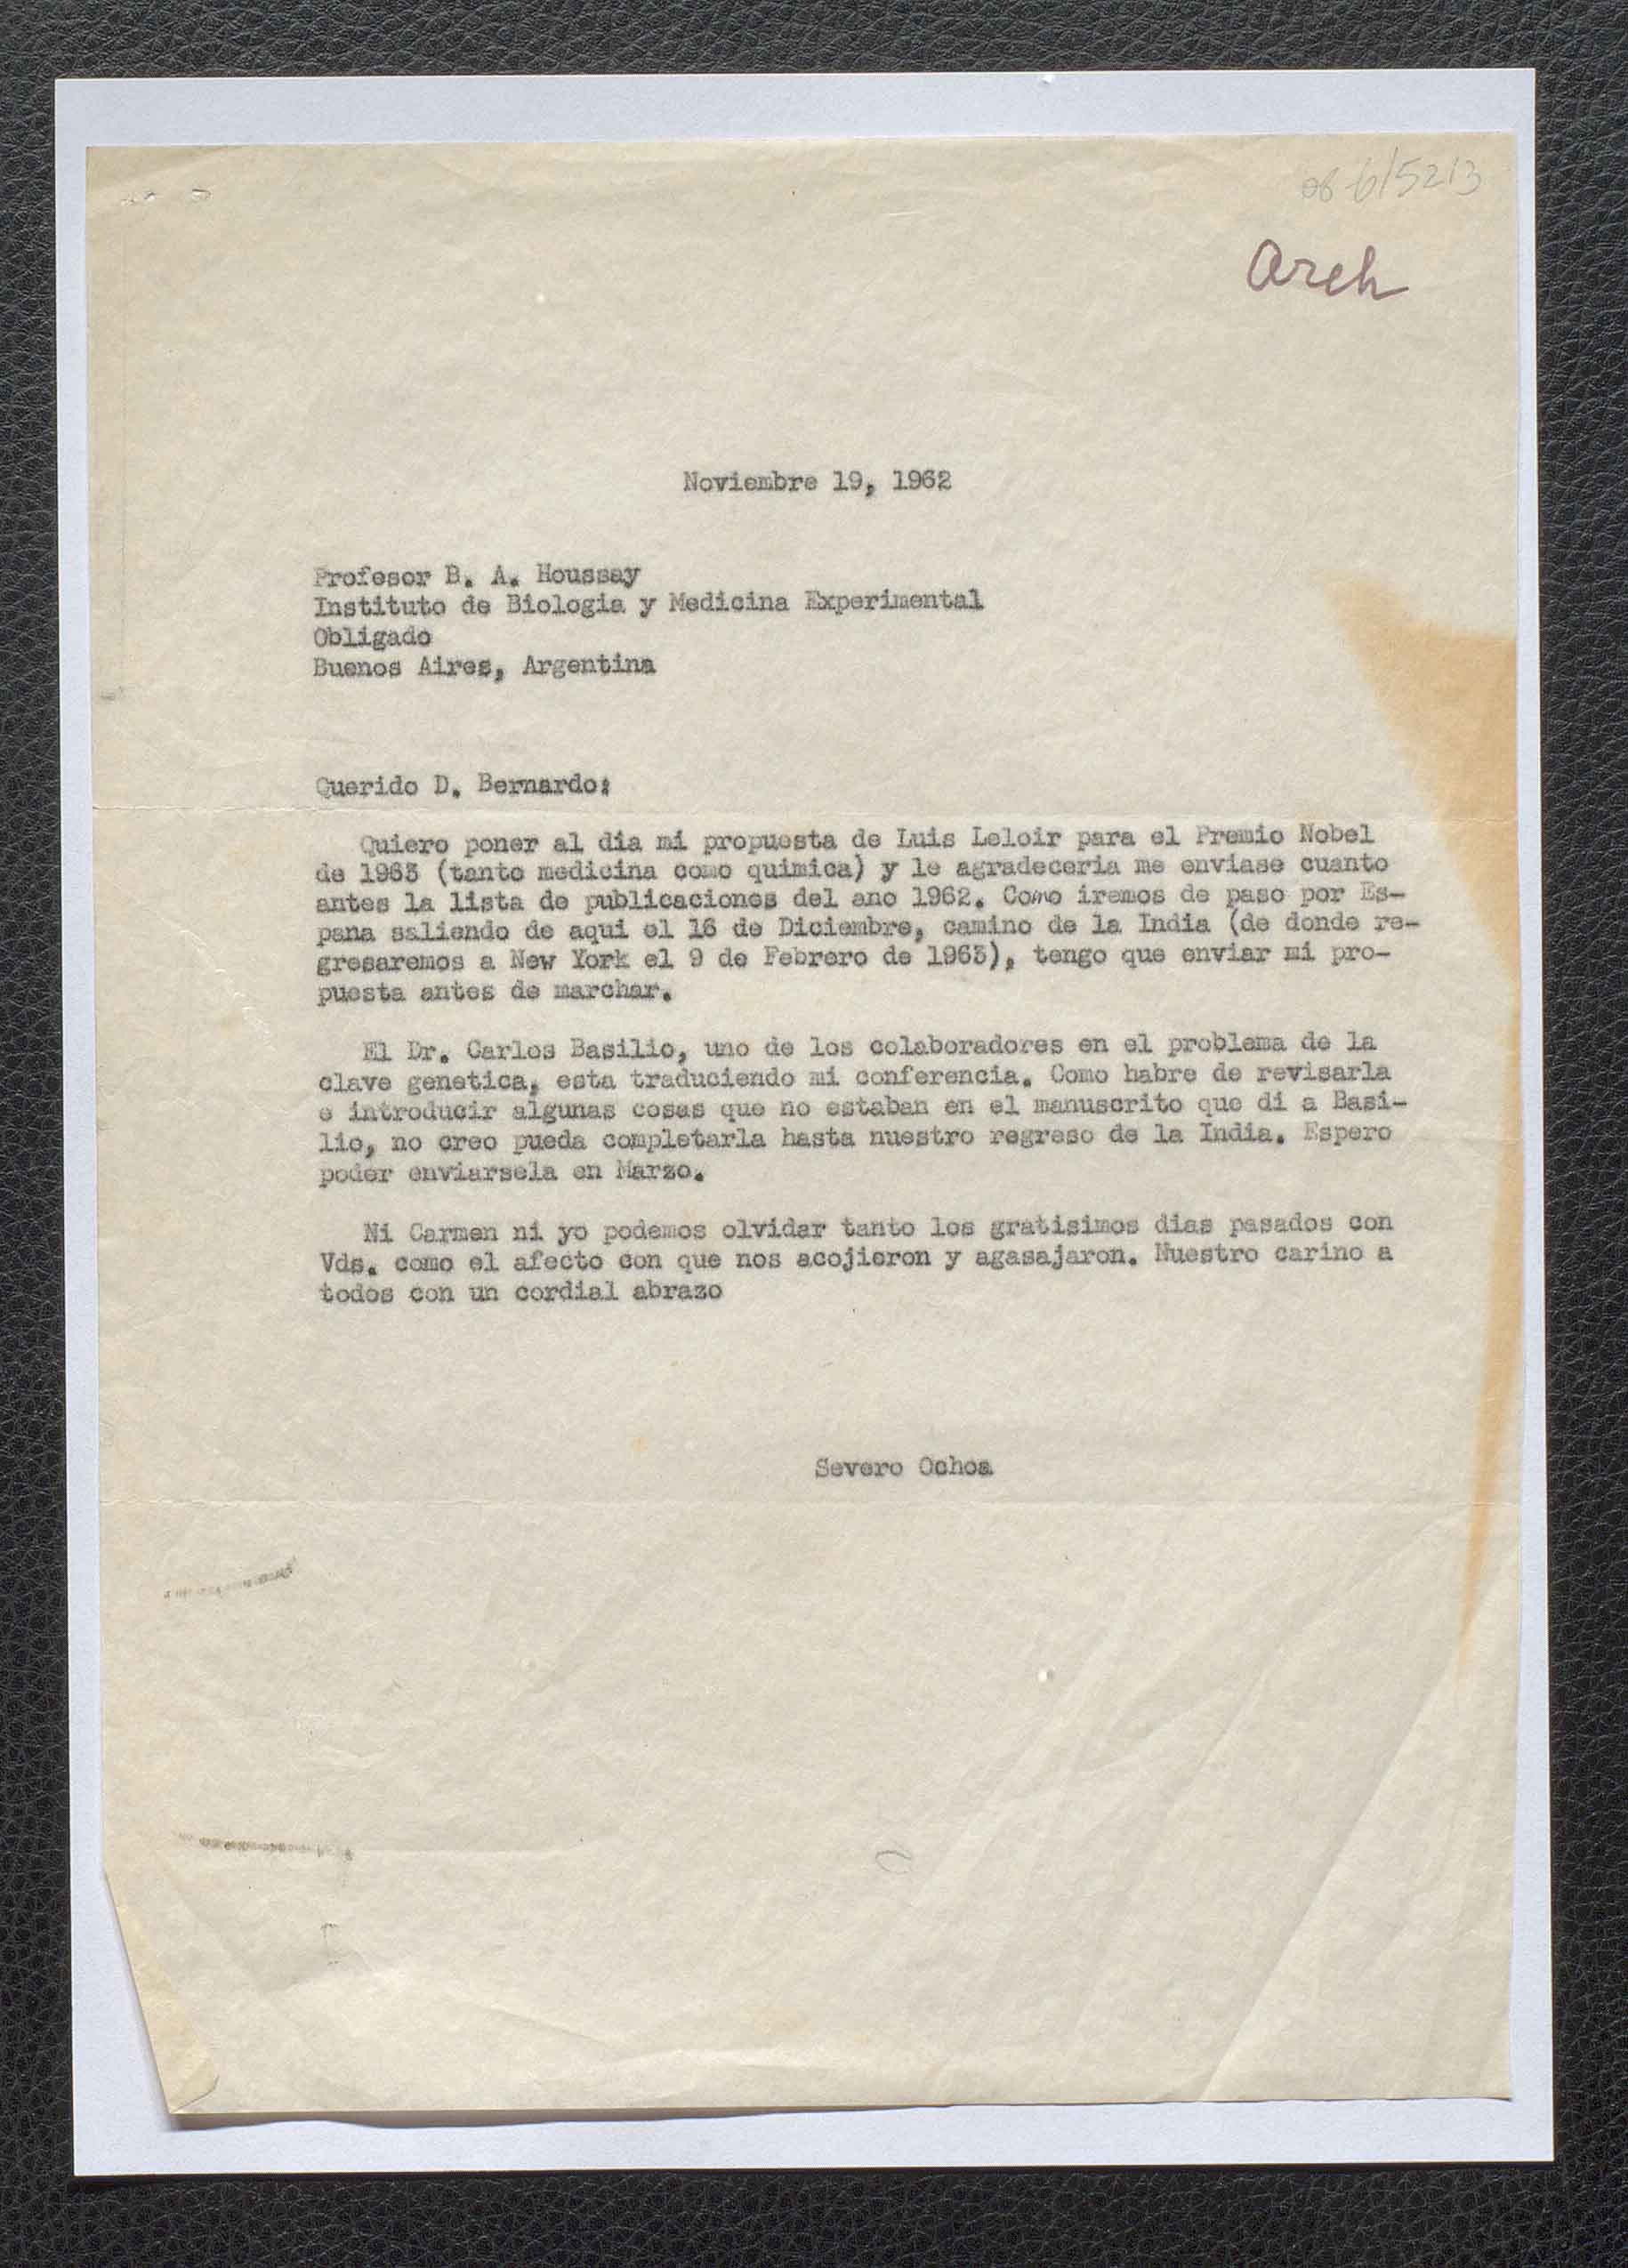 06-6/5213
Arch
Noviembre 19, 1962
Profesor B. A. Houssay
Instituto de Biologia y Medicina Experimental
Obligado
Buenos Aires, Argentina
Querido D. Bernardo:
Quiero poner al dia mi propuesta de Luis Leloir para el Premio Nobel
de 1963 (tanto medicina como quimica) y le agradeceria me enviase cuanto
antes la lista de publicaciones del ano 1962. Como iremos de paso por Es-
pana saliendo de aqui el 16 de Diciembre, camino de la India (de donde re-
gresaremos a New York el 9 de Febrero de 1963), tengo que enviar mi pro-
puesta antes de marchar.
El Dr. Carlos Basilio, uno de los colaboradores en el problema de la
clave genetica, esta traduciendo mi conferencia. Como habre de revisarla
e introducir algunas cosas que no estaban en el manuscrito que di a Basi-
lio, no creo pueda completarla hasta nuestro regreso de la India. Espero
poder enviarsela en Marzo.
Ni Carmen ni yo podemos olvidar tanto los gratisimos dias pasados con
Vds. como el afecto con que nos acojieron y agasajaron. Nuestro carino a
todos con un cordial abrazo
Severo Ochoa